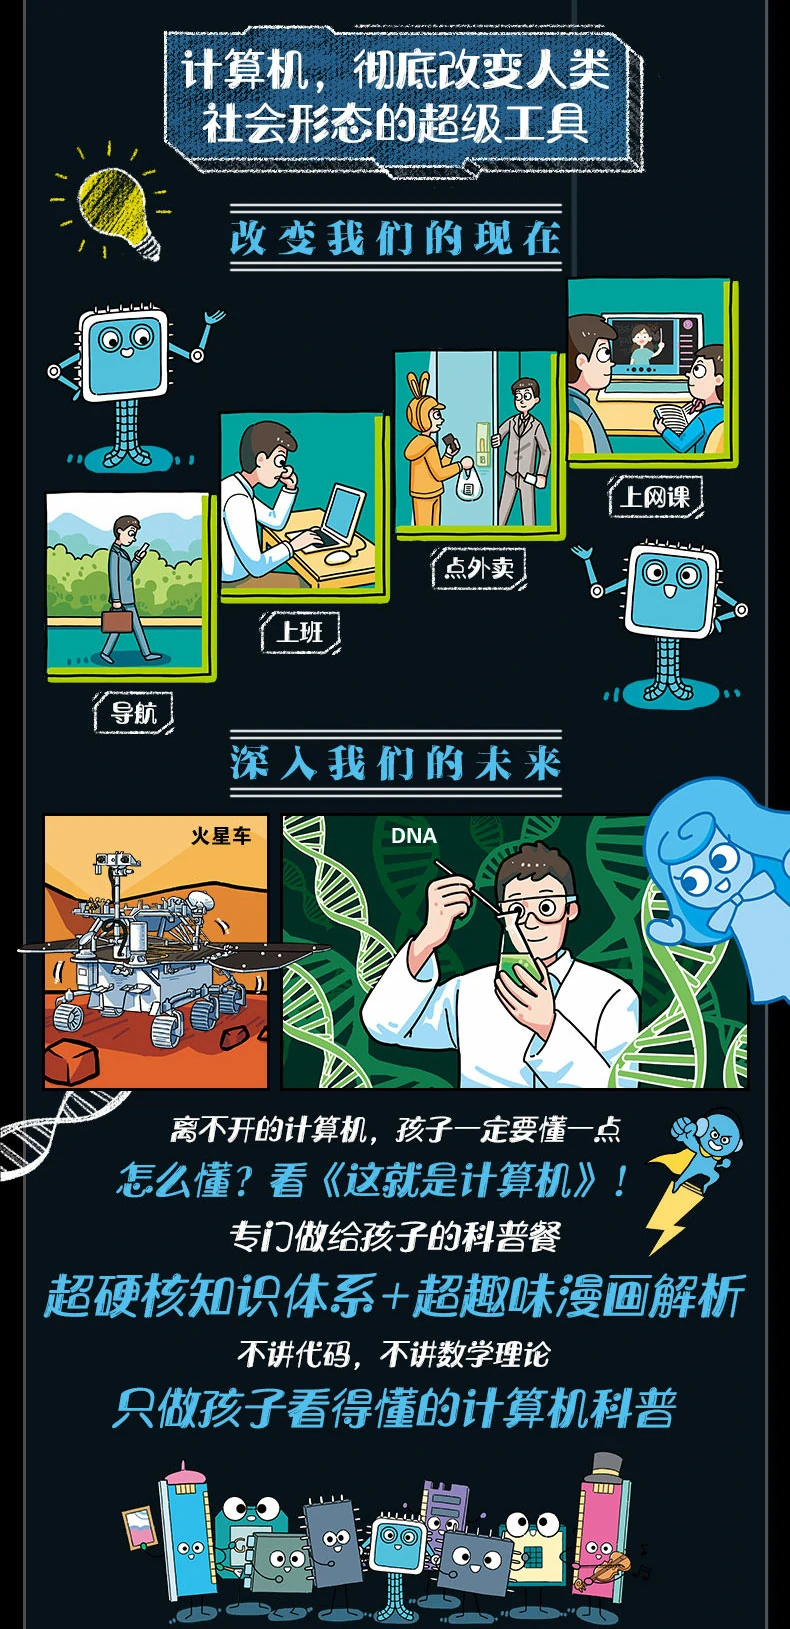 计算机，彻底改变人类
社会形态的超级工具
改变我们的现在
上网课
点外卖
上班
导航
深入我们的未来
火星车
DNA
离不开的计算机，孩子一定要懂一点
怎么懂？看《这就是计算机》！
专门做给孩子的科普餐
超硬核知识体系+超趣味漫画解析
不讲代码，不讲数学理论
只做孩子看得懂的计算机科普